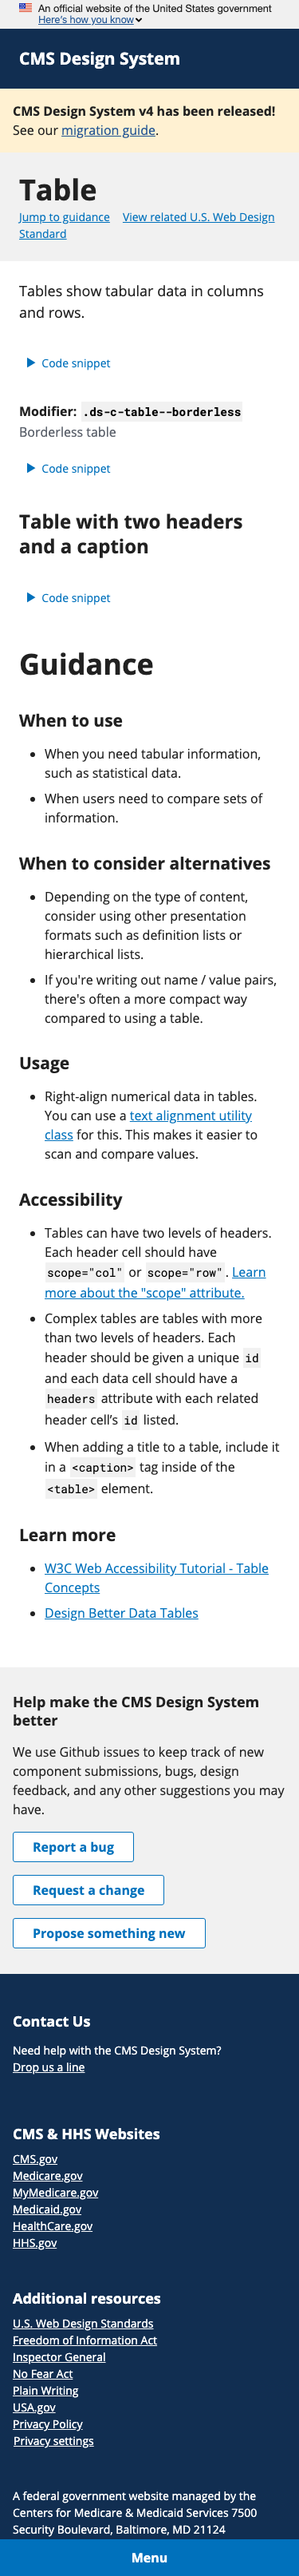 An official website of the United States government
Here's how you know
CMS Design System
CMS Design System v4 has been released!
See our migration guide.
Table
Jump to guidance View related U.S. Web Design
Standard
Tables show tabular data in columns
and rows.
Code snippet
Modifier: .ds-c-table--borderless
Borderless table
Code snippet
Table with two headers
and a caption
Code snippet
Guidance
When to use
When you need tabular information,
such as statistical data.
When users need to compare sets of
information.
When to consider alternatives
Depending on the type of content,
consider using other presentation
formats such as definition lists or
hierarchical lists.
If you're writing out name / value pairs,
there's often a more compact way
compared to using a table.
Usage
Right-align numerical data in tables.
You can use a text alignment utility
class for this. This makes it easier to
scan and compare values.
Accessibility
Tables can have two levels of headers.
Each header cell should have
scope="col" or scope="row". Learn
more about the "scope" attribute.
Complex tables are tables with more
than two levels of headers. Each
header should be given a unique id
and each data cell should have a
headers attribute with each related
header cell’s id listed.
When adding a title to a table, include it
in a <caption> tag inside of the
<table> element.
Learn more
W3C Web Accessibility Tutorial - Table
Concepts
Design Better Data Tables
Help make the CMS Design System
better
We use Github issues to keep track of new
component submissions, bugs, design
feedback, and other suggestions you may
have.
Report a bug
Request a change
Propose something new
Contact Us
Need help with the CMS Design System?
Drop us a line
CMS & HHS Websites
CMS.gov
Medicare.gov
MyMedicare.gov
Medicaid.gov
HealthCare.gov
HHS.gov
Additional resources
U.S. Web Design Standards
Freedom of Information Act
Inspector General
No Fear Act
Plain Writing
USA.gov
Privacy Policy
Privacy settings
A federal government website managed by the
Centers for Medicare & Medicaid Services 7500
Security Boulevard, Baltimore, MD 21124
Menu